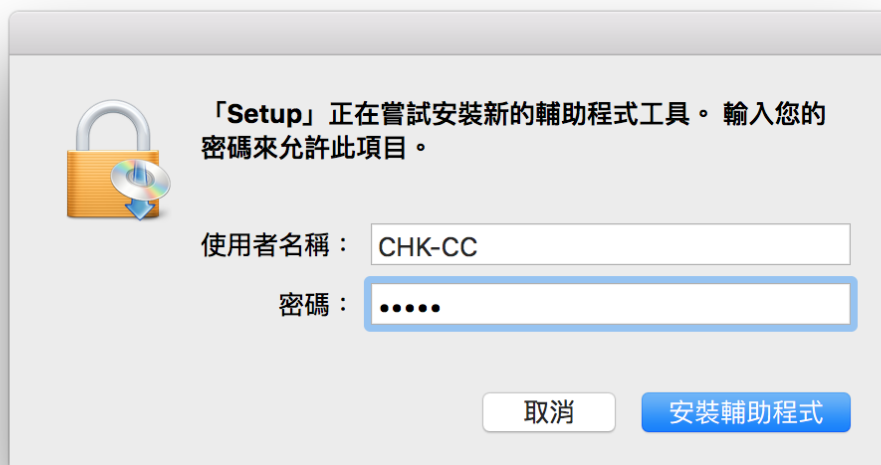 「Setup」正在嘗試安裝新的輔助程式工具。 輸入您的
密碼來允許此項目。
使用者名稱： CHK-CC
密碼： •••••
取消 安裝輔助程式